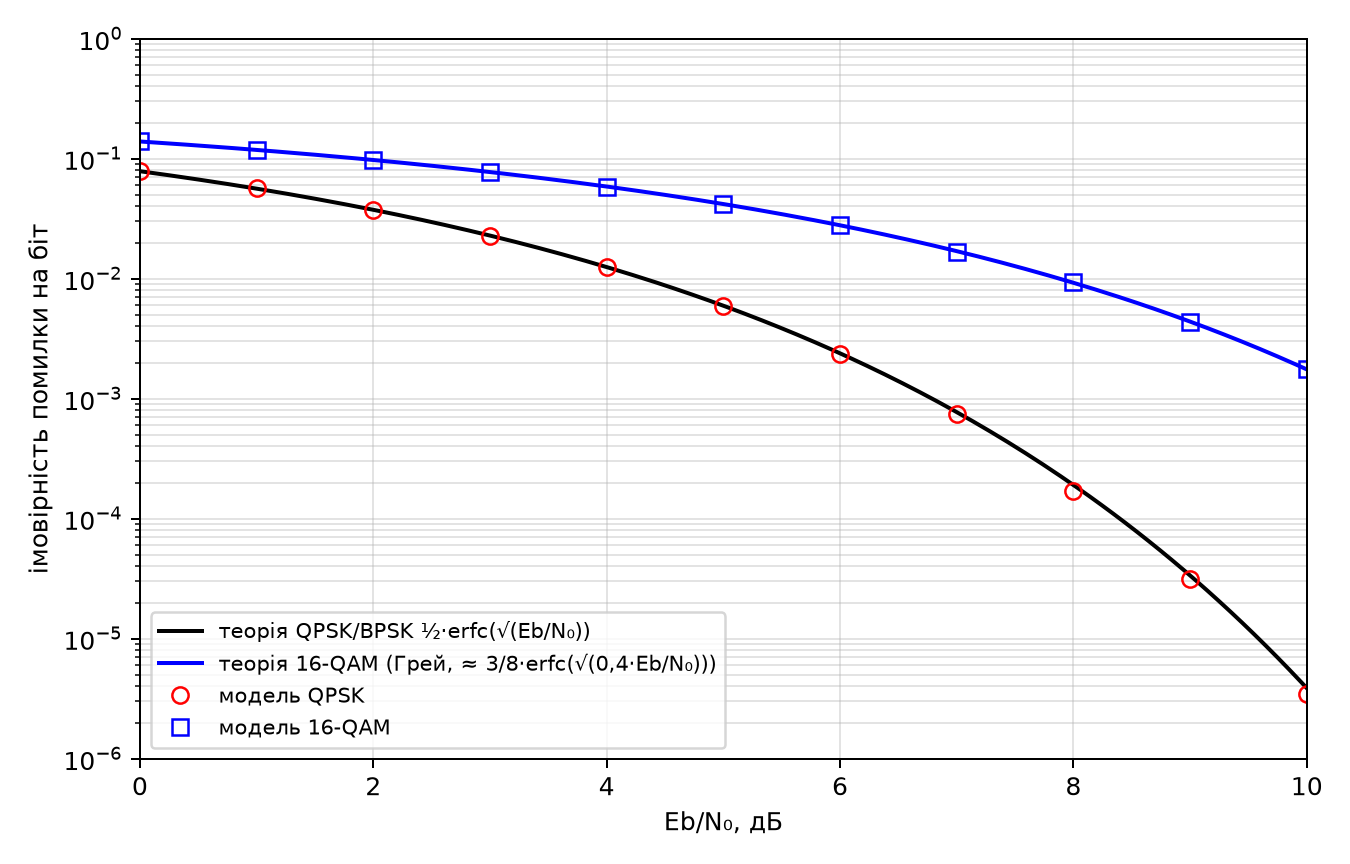 10⁰
10⁻¹
10⁻²
10⁻³
10⁻⁴
10⁻⁵
10⁻⁶
імовірність помилки на біт
теорія QPSK/BPSK ½·erfc(√(Eb/N₀))
теорія 16-QAM (Грей, ≈ 3/8·erfc(√(0,4·Eb/N₀)))
модель QPSK
модель 16-QAM
0 2 4 6 8 10
Eb/N₀, дБ